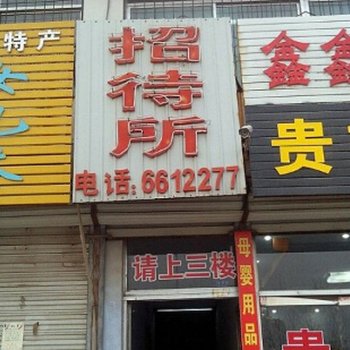 特产
招待所
电话:6612277
鑫鑫
贵
请上三楼
母婴用品
贵